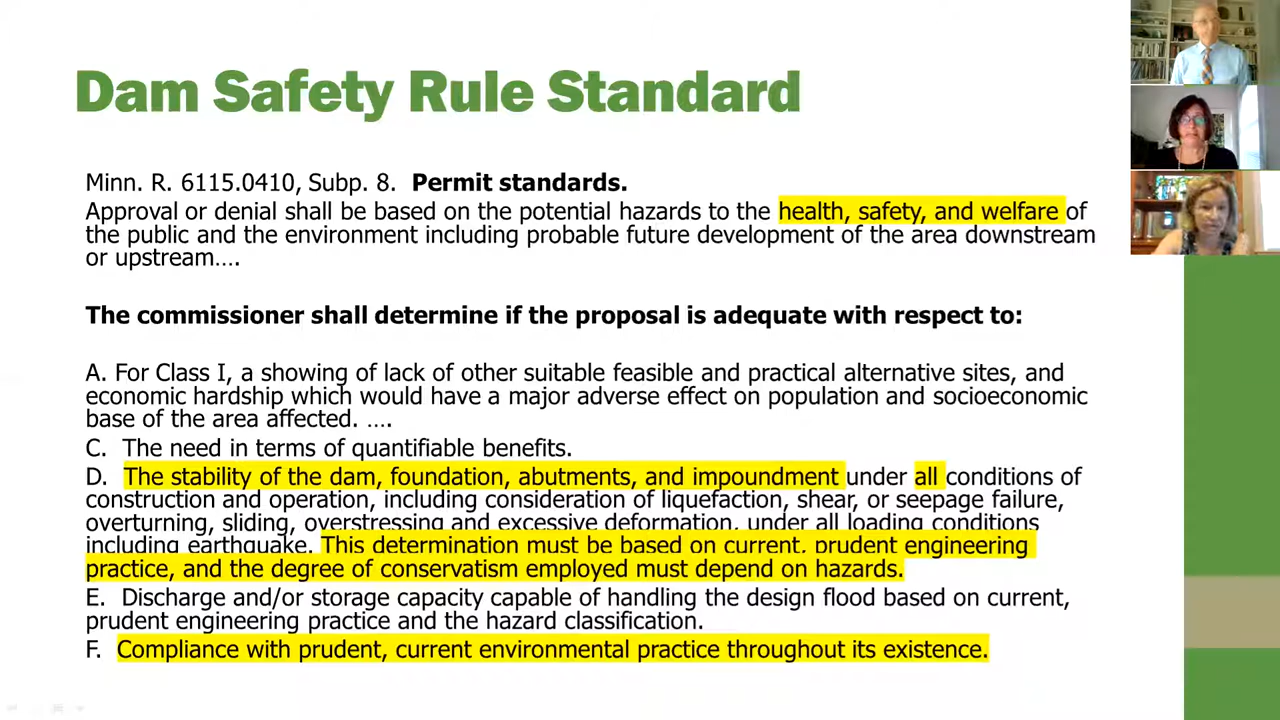 Dam Safety Rule Standard
Minn. R. 6115.0410, Subp. 8. Permit standards.
Approval or denial shall be based on the potential hazards to the health, safety, and welfare of
the public and the environment including probable future development of the area downstream
or upstream….
The commissioner shall determine if the proposal is adequate with respect to:
A. For Class I, a showing of lack of other suitable feasible and practical alternative sites, and
economic hardship which would have a major adverse effect on population and socioeconomic
base of the area affected. ….
C. The need in terms of quantifiable benefits.
D. The stability of the dam, foundation, abutments, and impoundment under all conditions of
construction and operation, including consideration of liquefaction, shear, or seepage failure,
overturning, sliding, overstressing and excessive deformation, under all loading conditions
including earthquake. This determination must be based on current, prudent engineering
practice, and the degree of conservatism employed must depend on hazards.
E. Discharge and/or storage capacity capable of handling the design flood based on current,
prudent engineering practice and the hazard classification.
F. Compliance with prudent, current environmental practice throughout its existence.